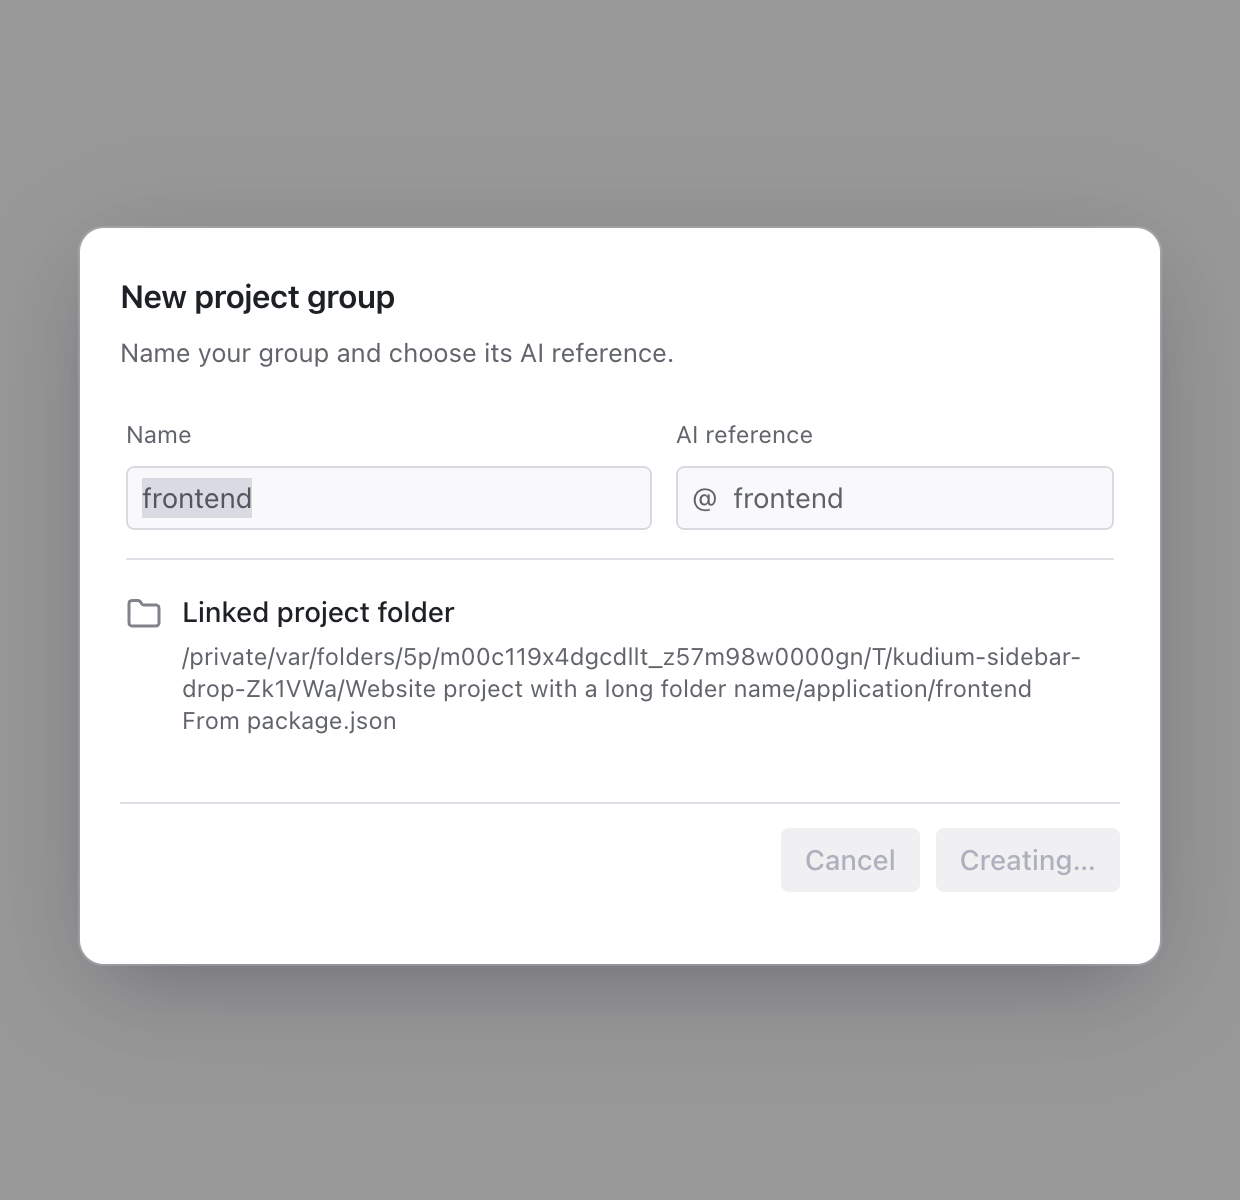 New project group
Name your group and choose its AI reference.
Name
AI reference
frontend
@ frontend
Linked project folder
/private/var/folders/5p/m00c119x4dgcdllt_z57m98w0000gn/T/kudium-sidebar-
drop-Zk1VWa/Website project with a long folder name/application/frontend
From package.json
Cancel
Creating...